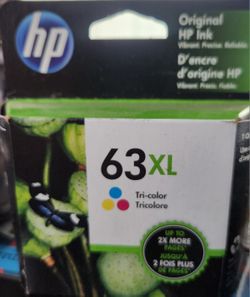 hp
Original
HP Ink
Vibrant. Precise. Reliable.
D'encre
d'origine HP
63XL
Tri-color
Tricolore
UP TO
2X MORE
PAGES
JUSQU'À
2 FOIS PLUS
DE PAGES